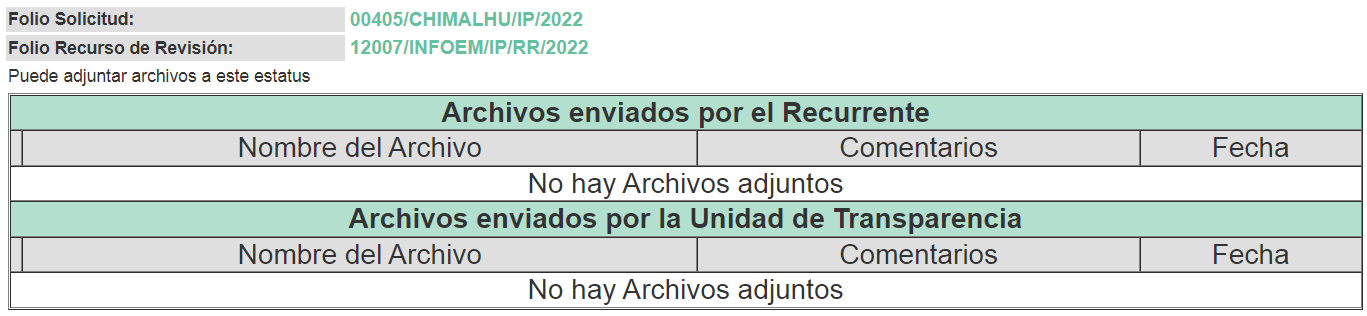 Folio Solicitud: 00405/CHIMALHU/IP/2022
Folio Recurso de Revisión: 12007/INFOEM/IP/RR/2022
Puede adjuntar archivos a este estatus
Archivos enviados por el Recurrente
Nombre del Archivo Comentarios Fecha
No hay Archivos adjuntos
Archivos enviados por la Unidad de Transparencia
Nombre del Archivo Comentarios Fecha
No hay Archivos adjuntos